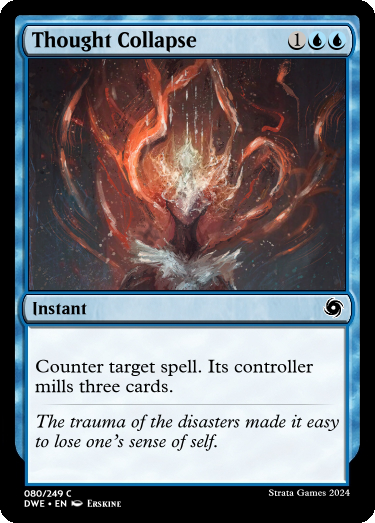 Thought Collapse 1
Instant
Counter target spell. Its controller
mills three cards.
The trauma of the disasters made it easy
to lose one's sense of self.
080/249 C
DWE • EN Erskine
Strata Games 2024